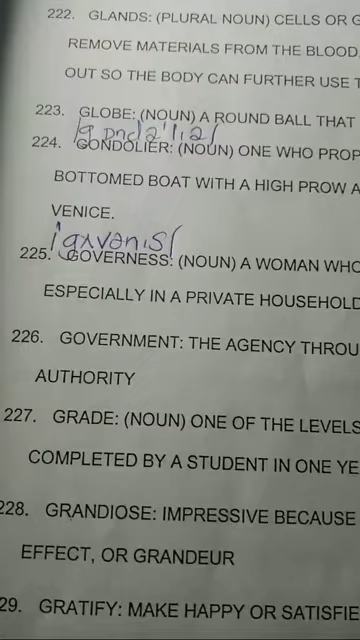 222. GLANDS: (PLURAL NOUN) CELLS OR G
REMOVE MATERIALS FROM THE BLOOD
OUT SO THE BODY CAN FURTHER USE T
223. GLOBE: (NOUN) A ROUND BALL THAT
224. GONDOLIER: (NOUN) ONE WHO PROP
BOTTOMED BOAT WITH A HIGH PROW A
VENICE.
225. GOVERNESS: (NOUN) A WOMAN WHO
ESPECIALLY IN A PRIVATE HOUSEHOLD
226. GOVERNMENT: THE AGENCY THROU
AUTHORITY
227. GRADE: (NOUN) ONE OF THE LEVELS
COMPLETED BY A STUDENT IN ONE YE
228. GRANDIOSE: IMPRESSIVE BECAUSE
EFFECT, OR GRANDEUR
29. GRATIFY: MAKE HAPPY OR SATISFIE